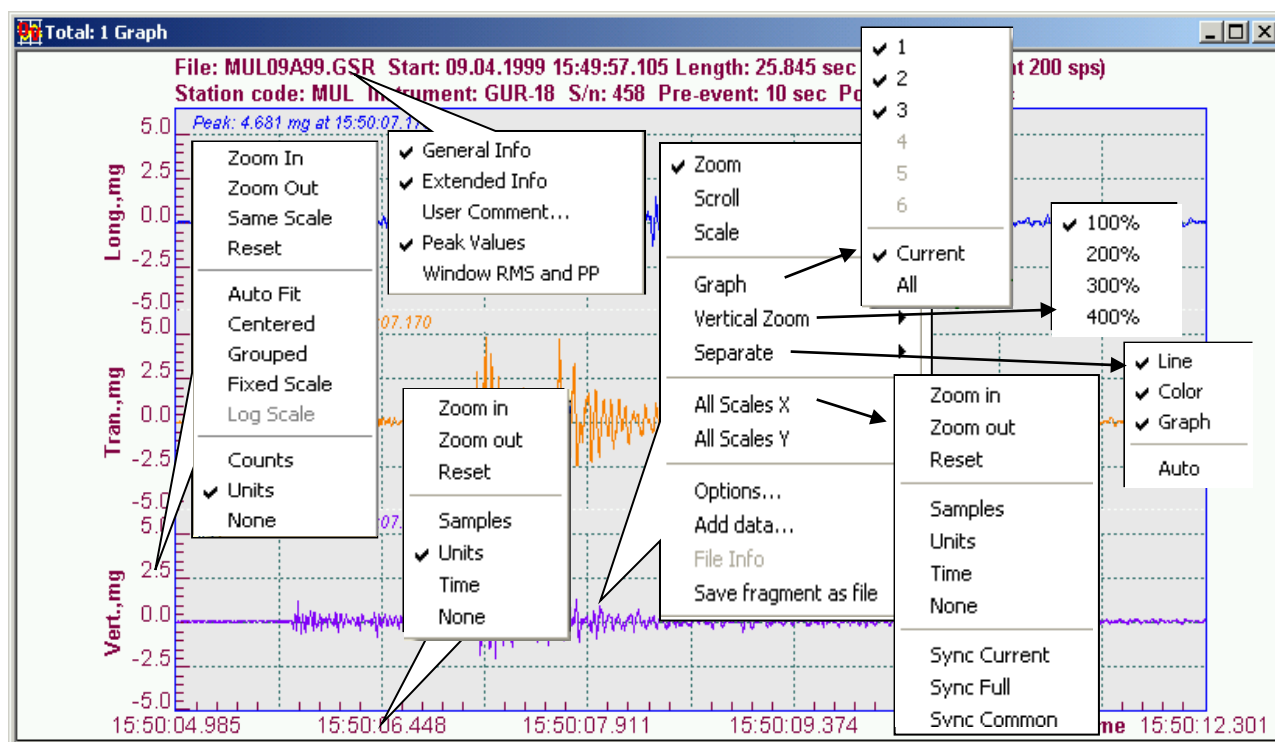 Total: 1 Graph
File: MUL09A99.GSR Start: 09.04.1999 15:49:57.105 Length: 25.845 sec
at 200 sps)
Station code: MUL Instrument: GUR-18 S/n: 458 Pre-event: 10 sec
Peak: 4.681 mg at 15:50:07.17
5.0
2.5
0.0
-2.5
-5.0
Long.,mg
07.170
5.0
2.5
0.0
-2.5
-5.0
Tran.,mg
07.
5.0
2.5
0.0
-2.5
-5.0
Vert.,mg
15:50:04.985
15:50:06.448
15:50:07.911
15:50:09.374
15:50:12.301
Zoom In
Zoom Out
Same Scale
Reset
Auto Fit
Centered
Grouped
Fixed Scale
Log Scale
Counts
Units
None
General Info
Extended Info
User Comment...
Peak Values
Window RMS and PP
Zoom in
Zoom out
Reset
Samples
Units
Time
None
Zoom
Scroll
Scale
Graph
Vertical Zoom
Separate
All Scales X
All Scales Y
Options...
Add data...
File Info
Save fragment as file
1
2
3
4
5
6
Current
All
100%
200%
300%
400%
Line
Color
Graph
Auto
Zoom in
Zoom out
Reset
Samples
Units
Time
None
Sync Current
Sync Full
Sync Common